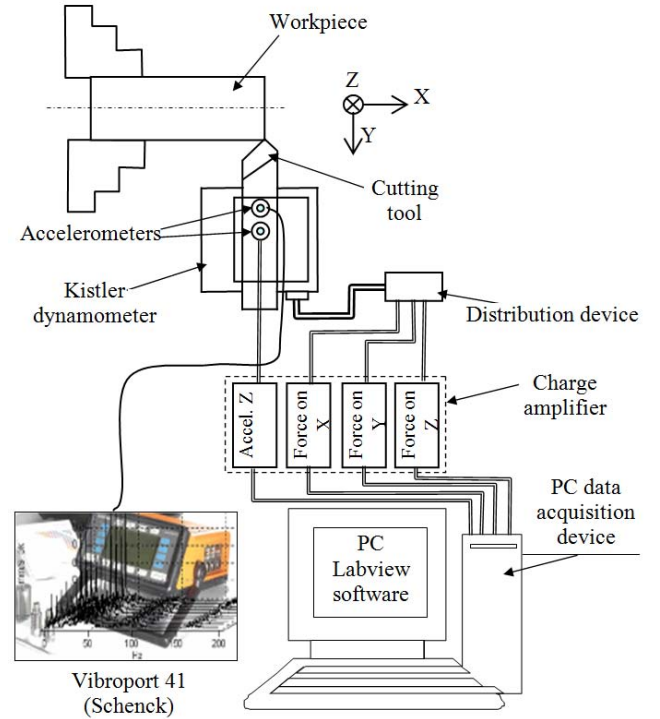 Workpiece
Z
X
Y
Cutting
tool
Accelerometers
Kistler
dynamometer
Distribution device
Charge
amplifier
Accel. Z
Force on
X
Force on
Y
Force on
Z
PC data
acquisition
device
PC
Labview
software
50
100
150
200
Hz
Vibroport 41
(Schenck)